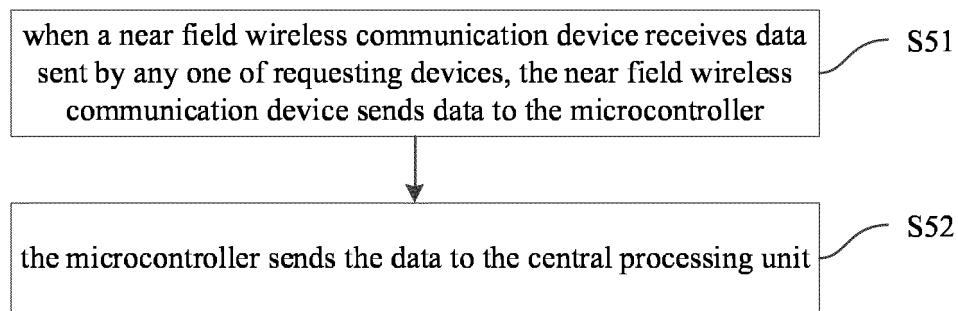 when a near field wireless communication device receives data
sent by any one of requesting devices, the near field wireless
communication device sends data to the microcontroller
S51
the microcontroller sends the data to the central processing unit
S52